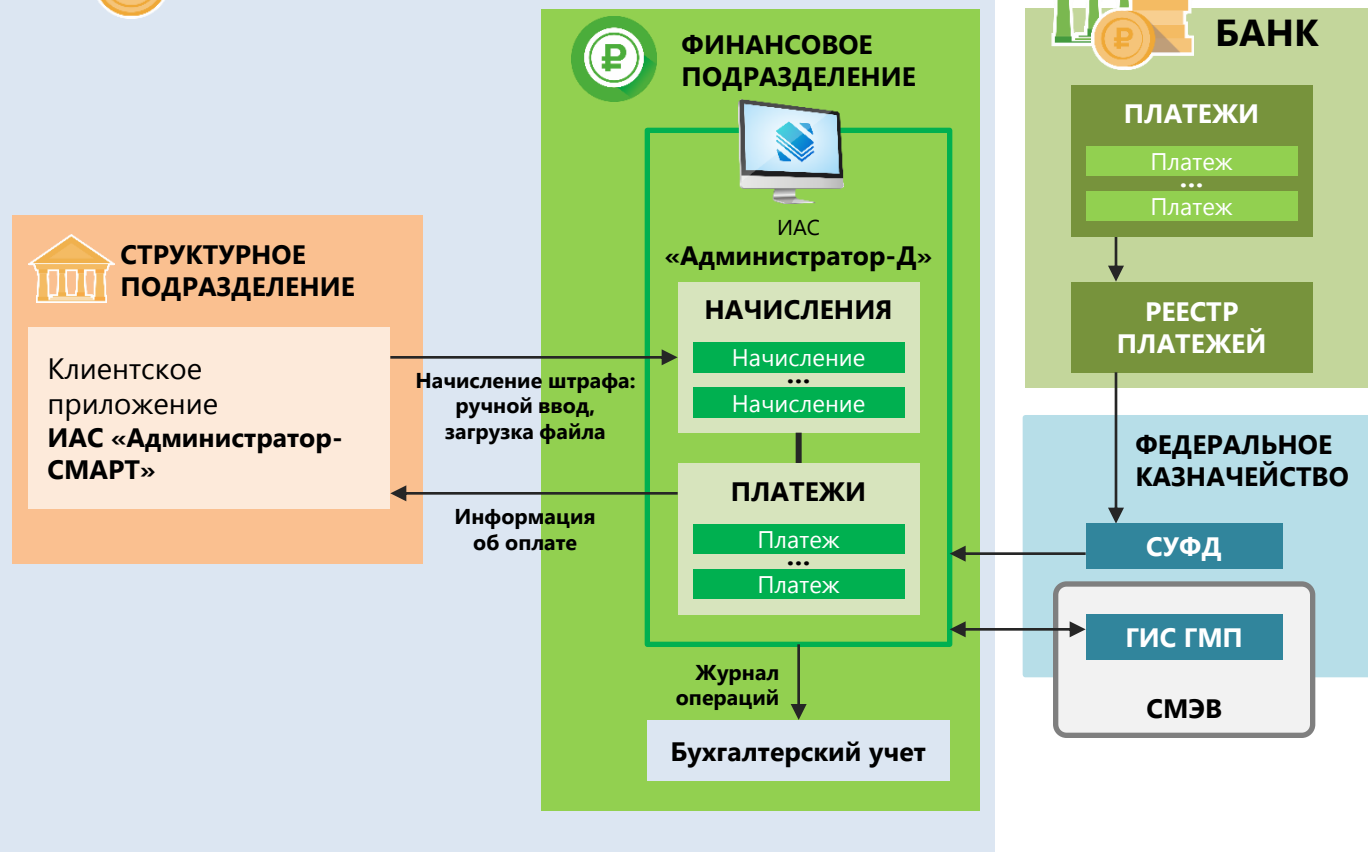 ФИНАНСОВОЕ
ПОДРАЗДЕЛЕНИЕ
ИАС
«Администратор-Д»
НАЧИСЛЕНИЯ
Начисление
...
Начисление
ПЛАТЕЖИ
Платеж
...
Платеж
СТРУКТУРНОЕ
ПОДРАЗДЕЛЕНИЕ
Клиентское
приложение
ИАС «Администратор-
СМАРТ»
Начисление штрафа:
ручной ввод,
загрузка файла
Информация
об оплате
Журнал
операций
Бухгалтерский учет
БАНК
ПЛАТЕЖИ
Платеж
...
Платеж
РЕЕСТР
ПЛАТЕЖЕЙ
ФЕДЕРАЛЬНОЕ
КАЗНАЧЕЙСТВО
СУФД
ГИС ГМП
СМЭВ